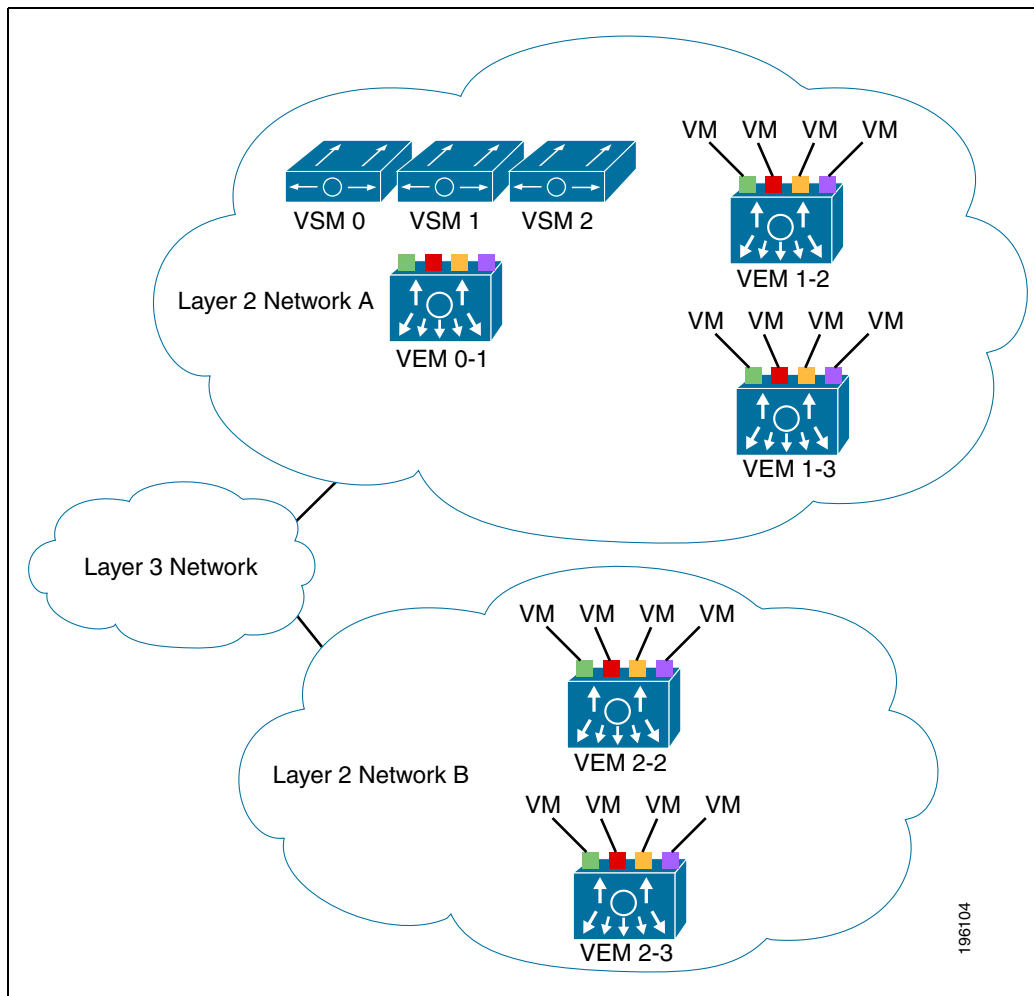 VM VM VM VM
VSM 0 VSM 1 VSM 2
VEM 1-2
Layer 2 Network A
VEM 0-1
VM VM VM VM
VEM 1-3
Layer 3 Network
VM VM VM VM
VEM 2-2
Layer 2 Network B
VM VM VM VM
VEM 2-3
196104